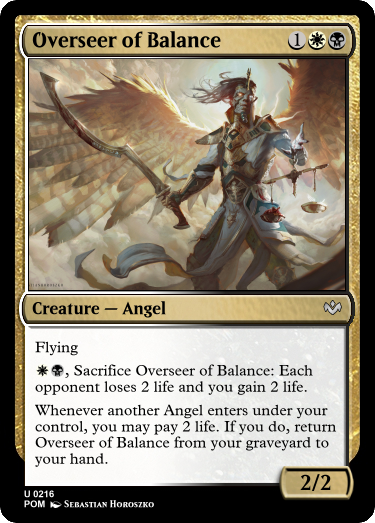 Overseer of Balance 1
Creature — Angel
Flying
, Sacrifice Overseer of Balance: Each
opponent loses 2 life and you gain 2 life.
Whenever another Angel enters under your
control, you may pay 2 life. If you do, return
Overseer of Balance from your graveyard to
your hand.
2/2
U 0216
POM Sebastian Horoszko